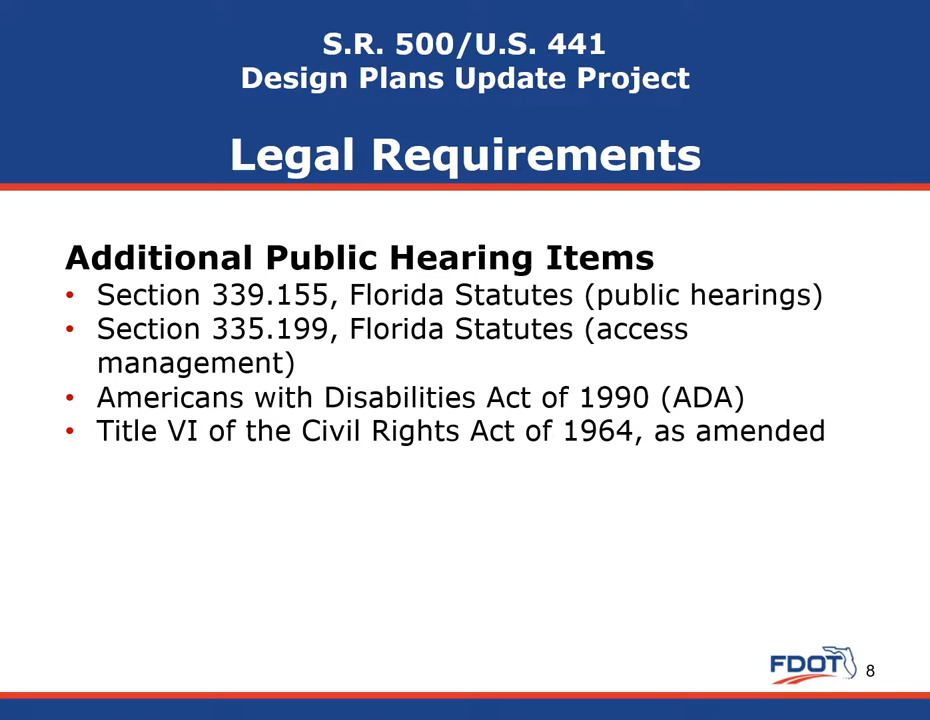 S.R. 500/U.S. 441
Design Plans Update Project
Legal Requirements
Additional Public Hearing Items
• Section 339.155, Florida Statutes (public hearings)
• Section 335.199, Florida Statutes (access
management)
• Americans with Disabilities Act of 1990 (ADA)
• Title VI of the Civil Rights Act of 1964, as amended
FDOT
8